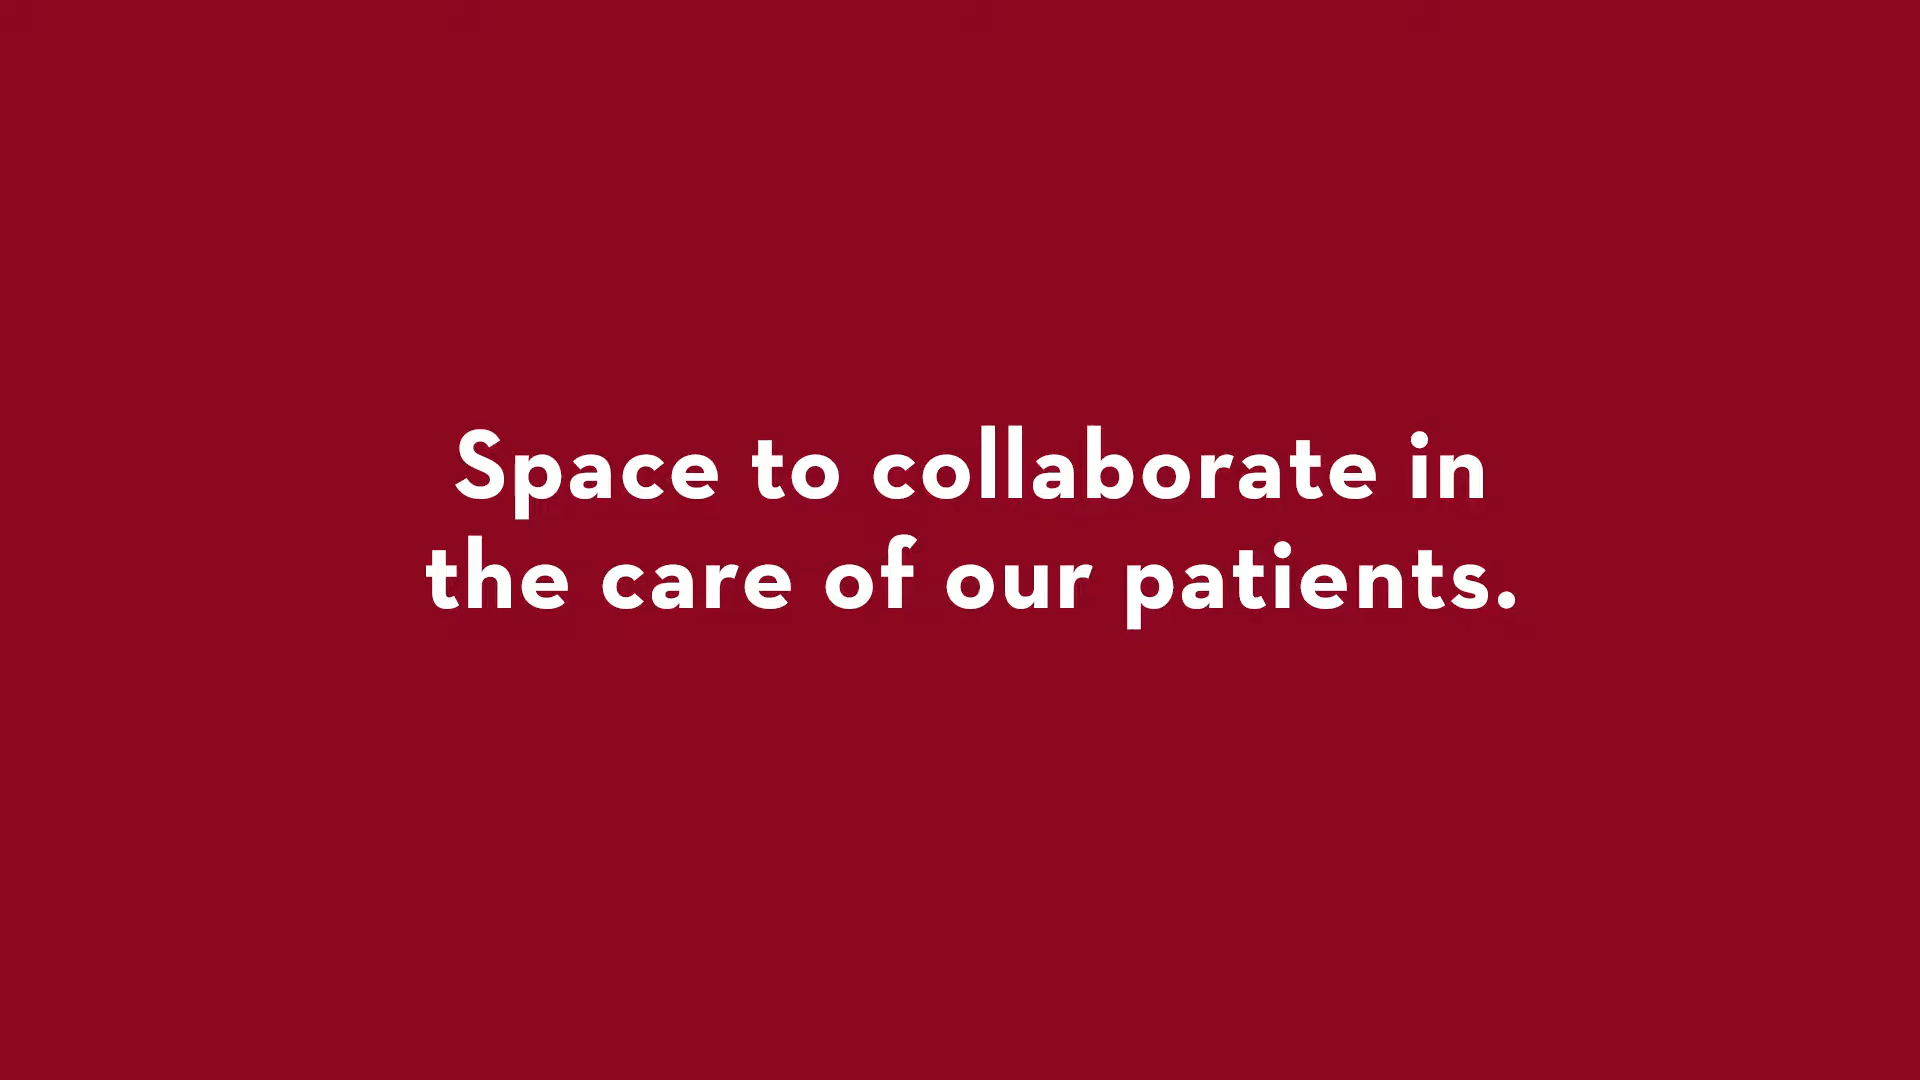 Space to collaborate in
the care of our patients.